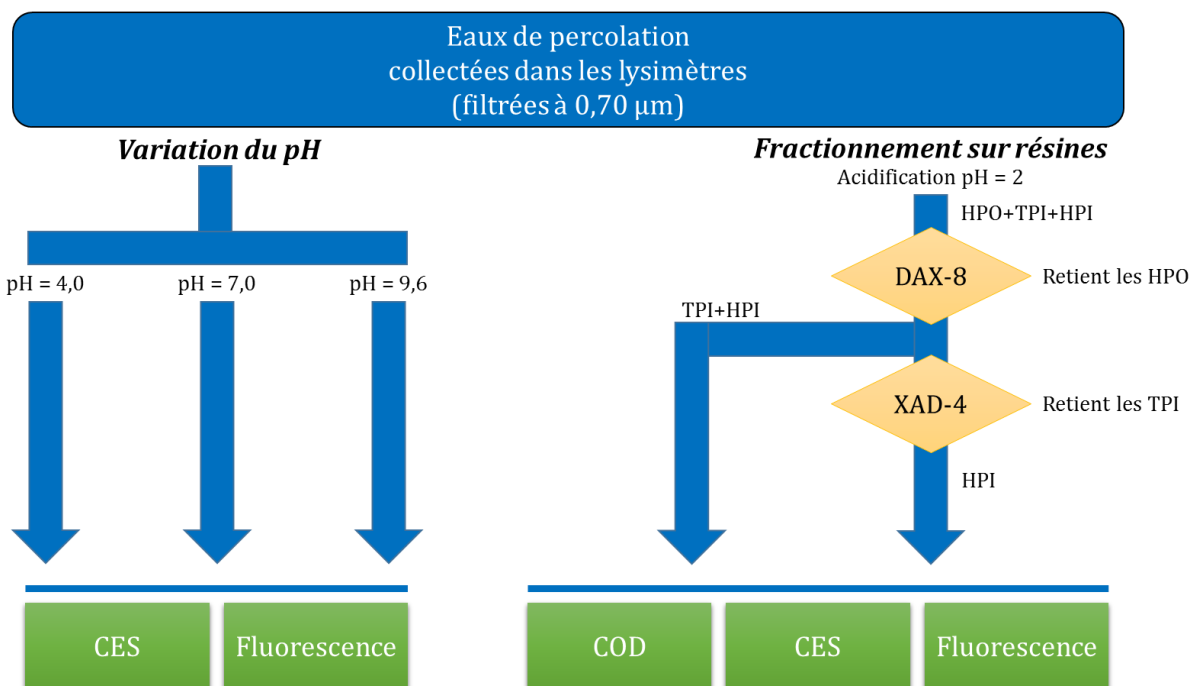 Eaux de percolation
collectées dans les lysimètres
(filtrées à 0,70 µm)
Variation du pH
pH = 4,0
pH = 7,0
pH = 9,6
CES
Fluorescence
Fractionnement sur résines
Acidification pH = 2
HPO+TPI+HPI
DAX-8
Retient les HPO
TPI+HPI
XAD-4
Retient les TPI
HPI
COD
CES
Fluorescence